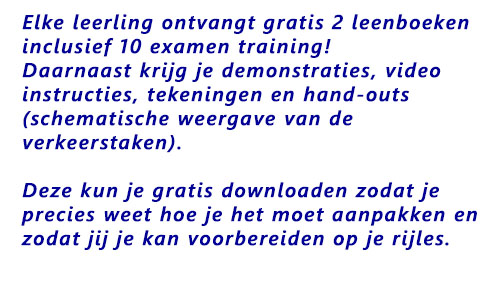 Elke leerling ontvangt gratis 2 leenboeken
inclusief 10 examen training!
Daarnaast krijg je demonstraties, video
instructies, tekeningen en hand-outs
(schematische weergave van de
verkeerstaken).
Deze kun je gratis downloaden zodat je
precies weet hoe je het moet aanpakken en
zodat jij je kan voorbereiden op je rijles.